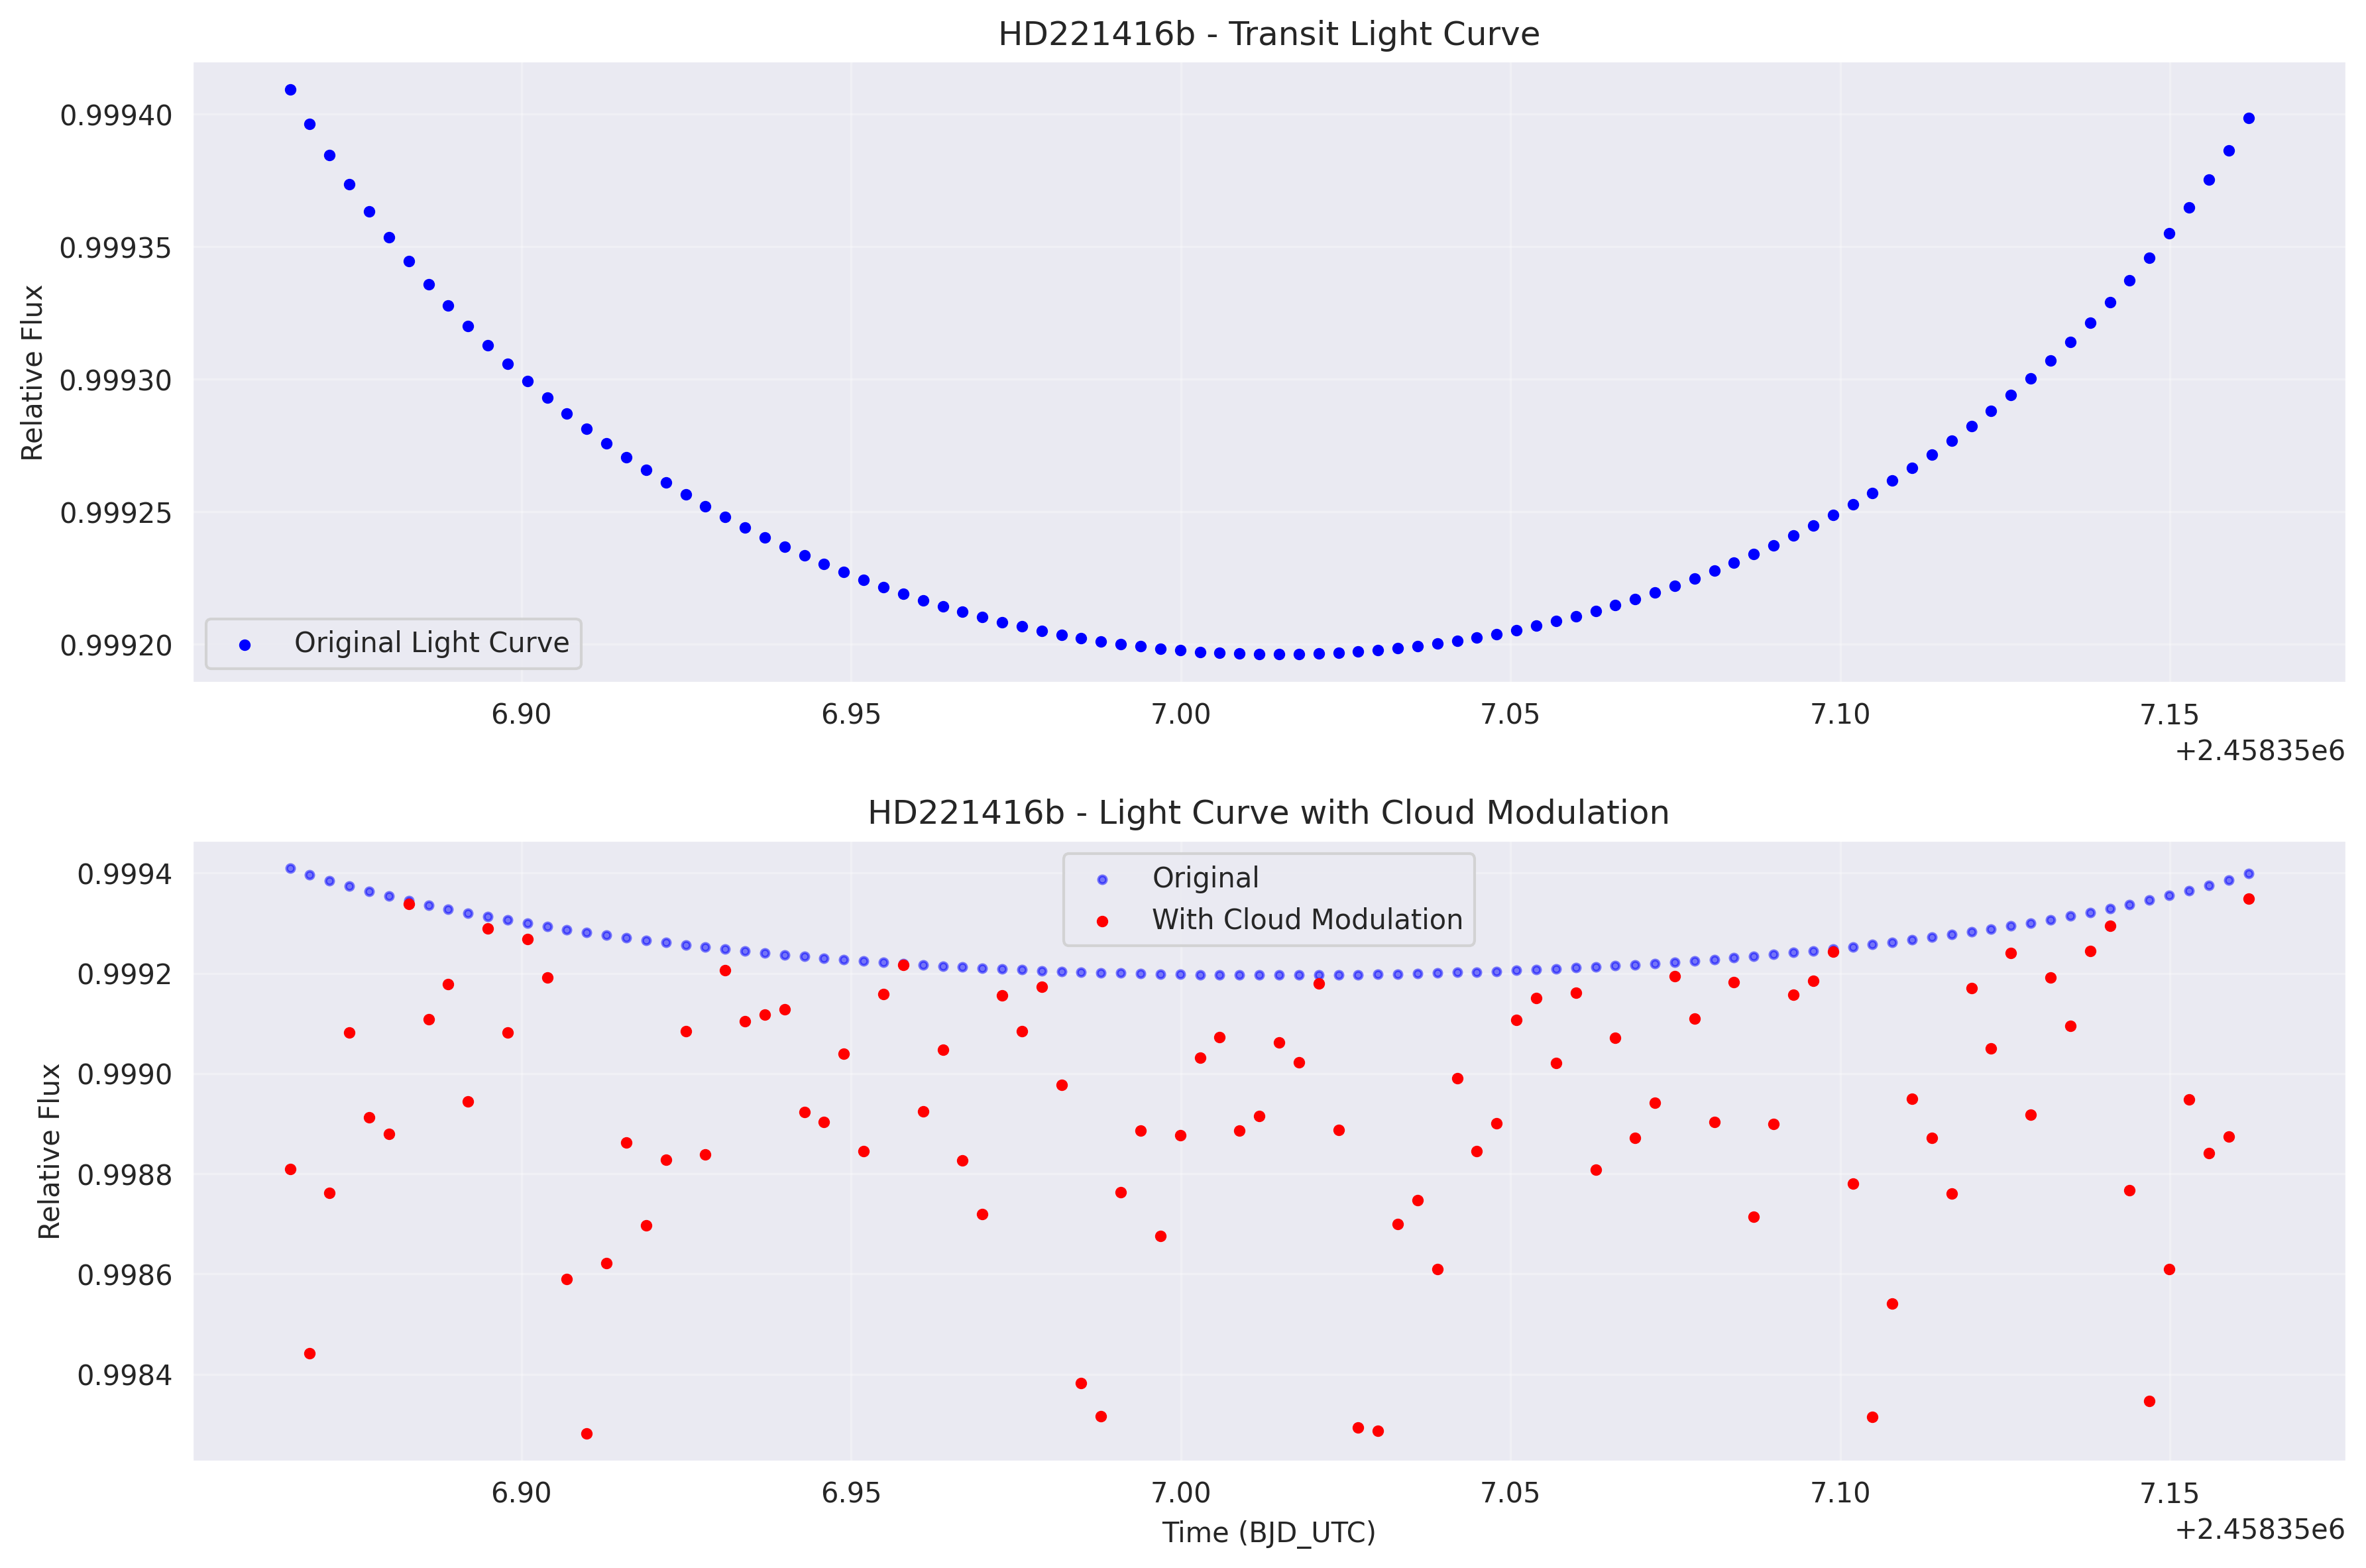 HD221416b - Transit Light Curve
Relative Flux
0.99940
0.99935
0.99930
0.99925
0.99920
Original Light Curve
6.90 6.95 7.00 7.05 7.10 7.15
+2.45835e6
HD221416b - Light Curve with Cloud Modulation
Relative Flux
0.9994
0.9992
0.9990
0.9988
0.9986
0.9984
Original
With Cloud Modulation
6.90 6.95 7.00 7.05 7.10 7.15
Time (BJD_UTC)
+2.45835e6